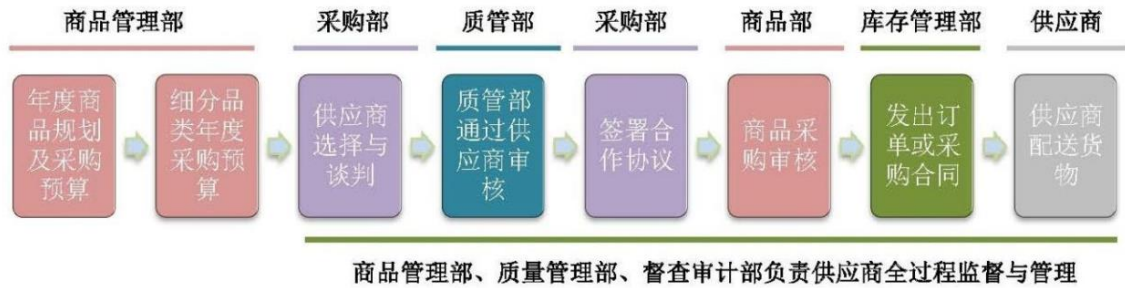 商品管理部
采购部
质管部
采购部
商品部
库存管理部
供应商
年度商
品规划
及采购
预算
细分品
类年度
采购预
算
供应商
选择与
谈判
质管部
通过供
应商审
核
签署合
作协议
商品采
购审核
发出订
单或采
购合同
供应商
配送货
物
商品管理部、质量管理部、督查审计部负责供应商全过程监督与管理